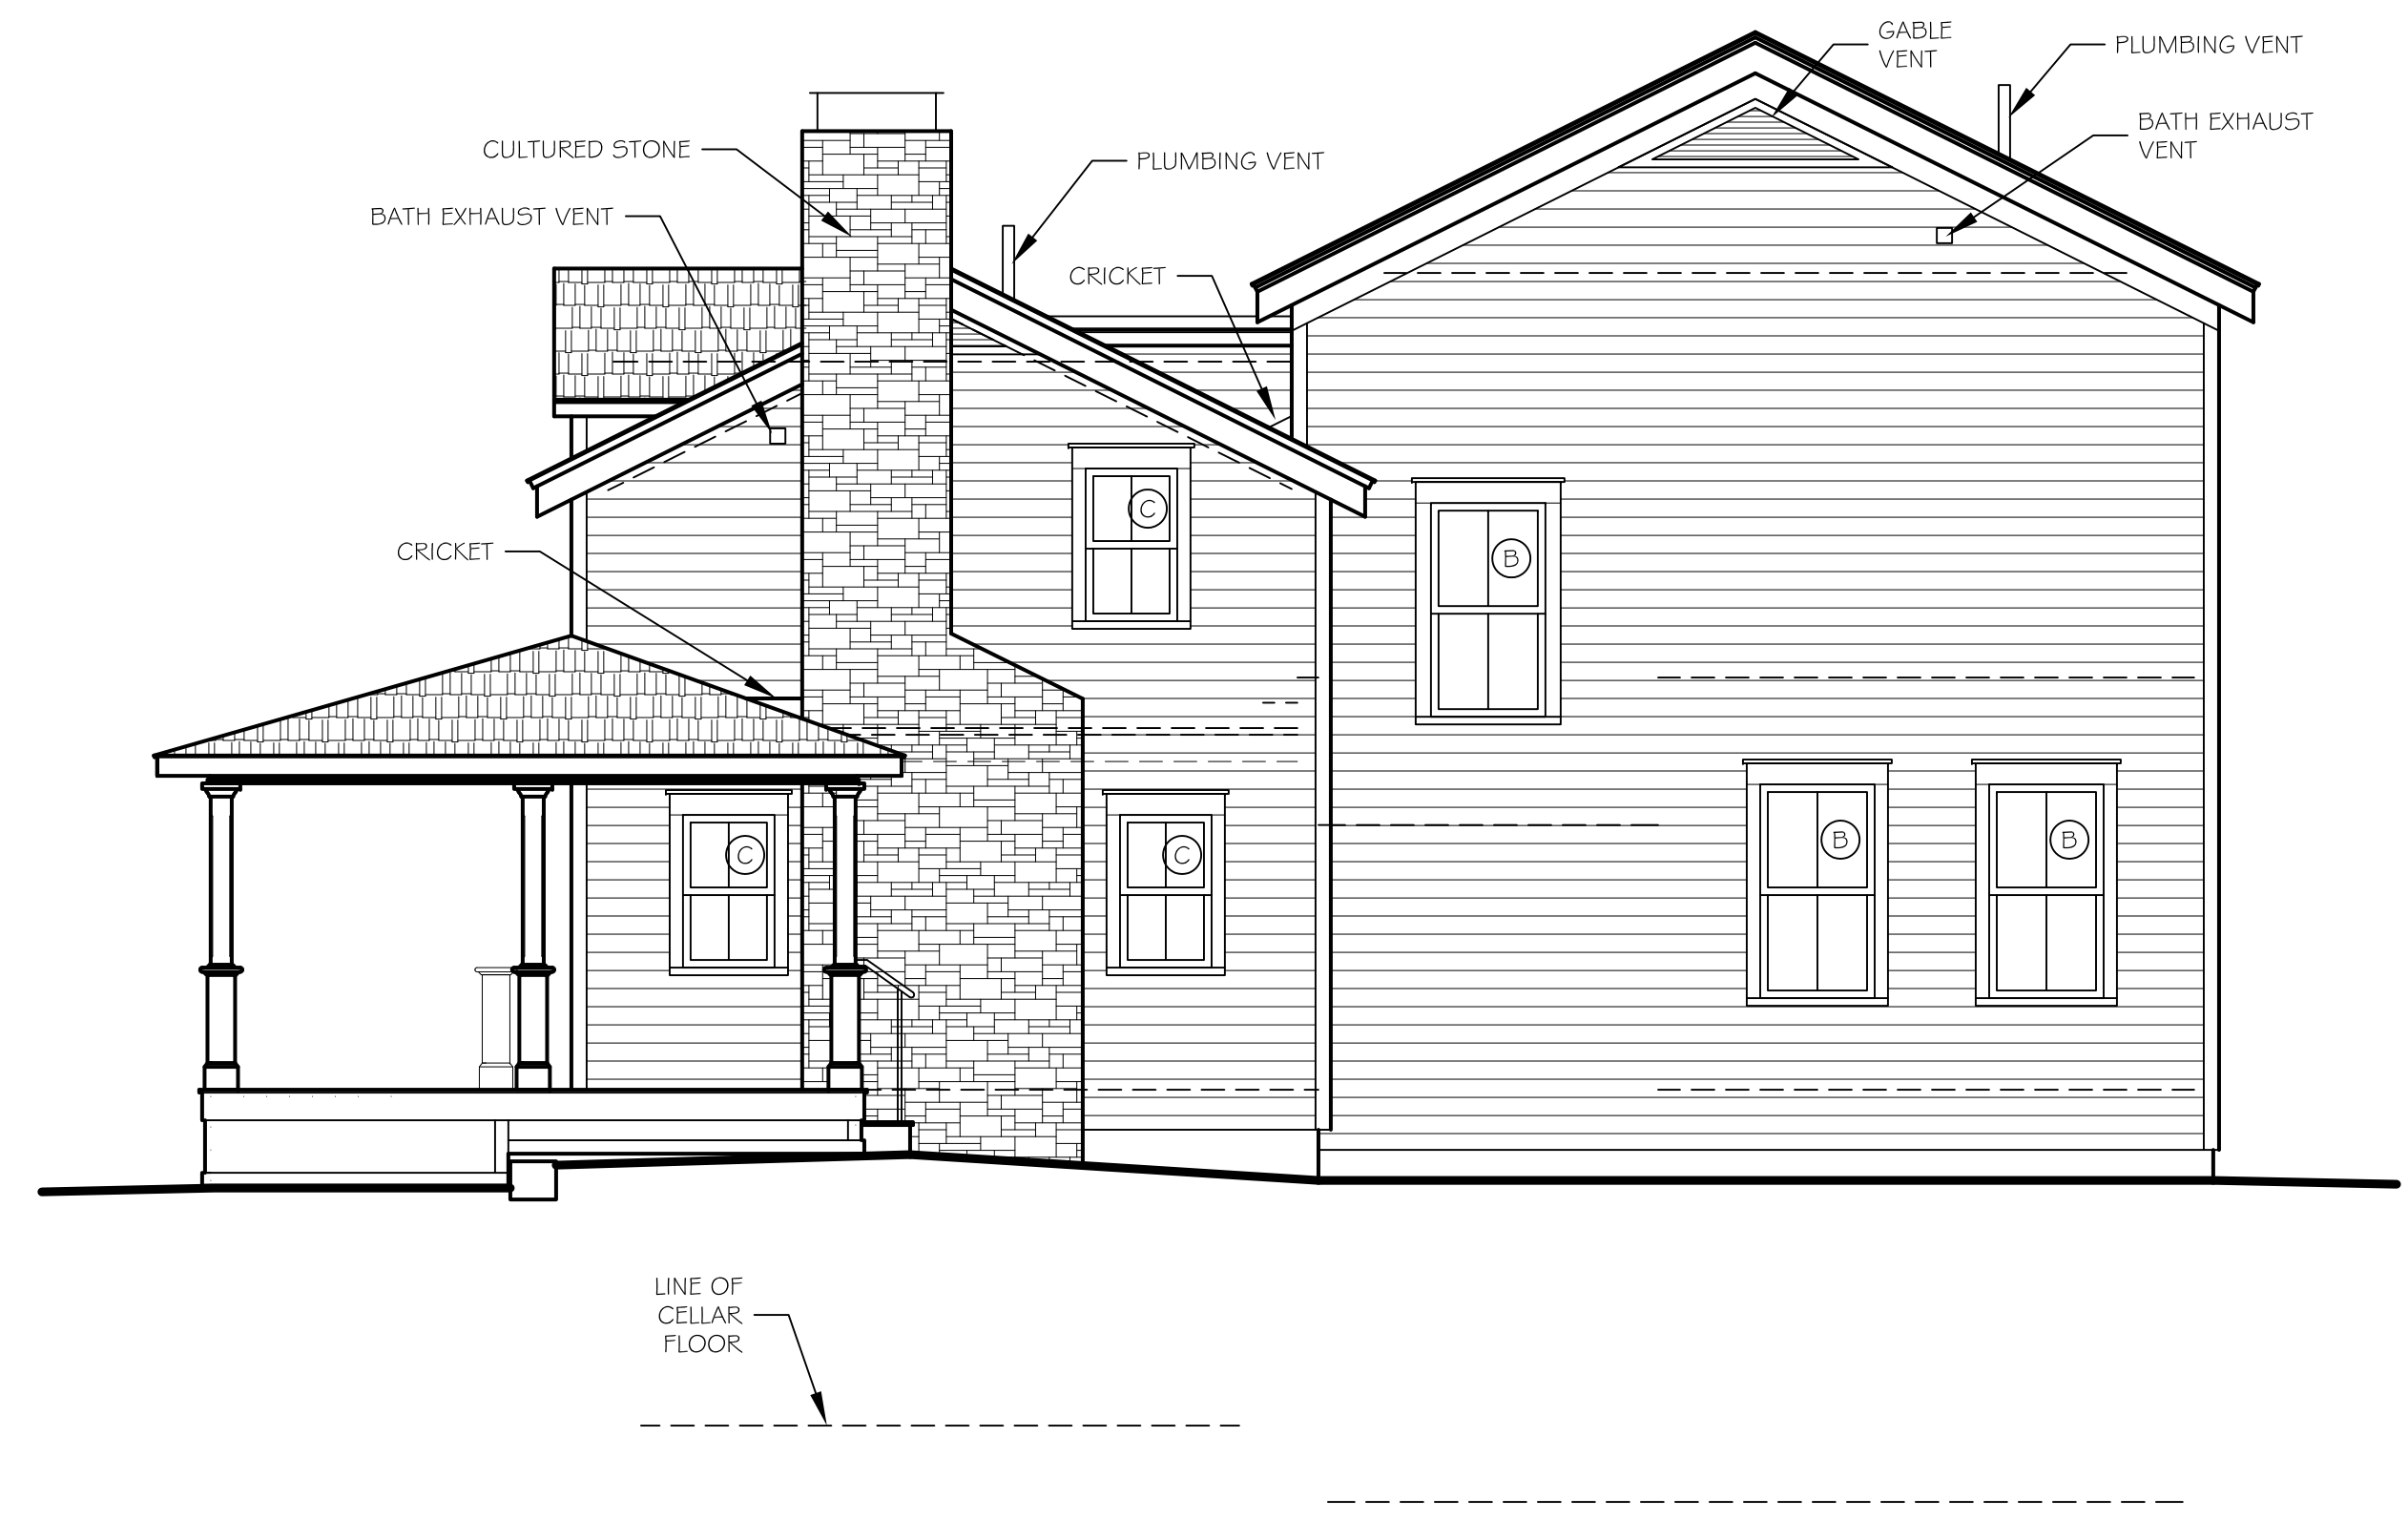 GABLE
VENT
PLUMBING VENT
BATH EXHAUST
VENT
CULTURED STONE
PLUMBING VENT
BATH EXHAUST VENT
CRICKET
C
B
CRICKET
C
C
B
B
LINE OF
CELLAR
FLOOR